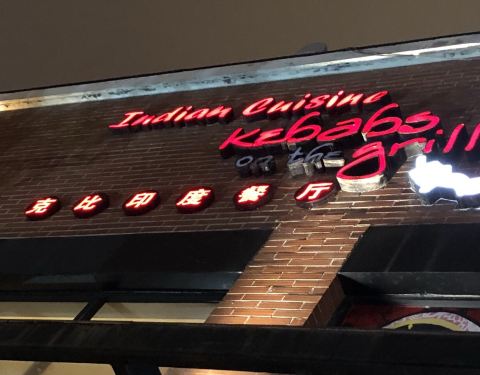 Indian Cuisine
Kebabs
on the
grill
克比印度餐厅